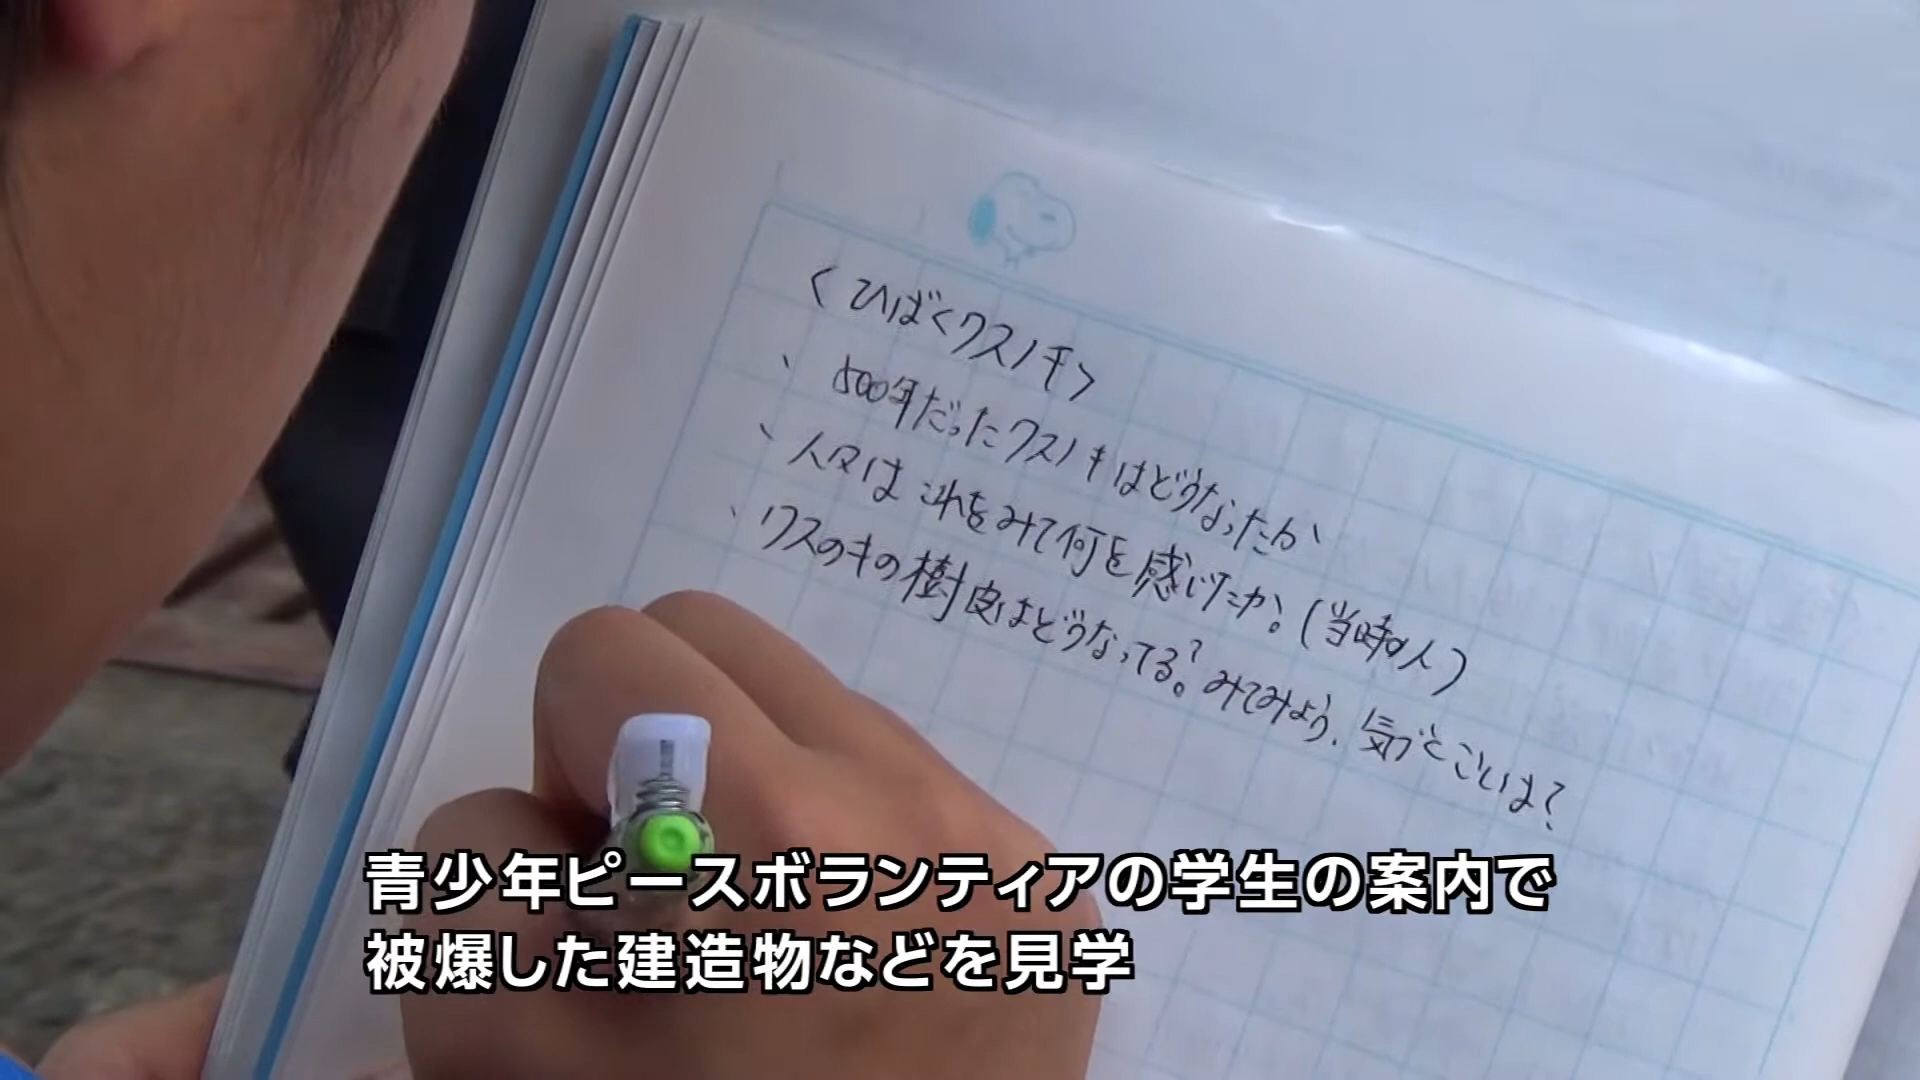 ＜ひばくクスノキ＞
、500年だったクスノキはどうなったか
、人々はこれをみて何を感じたか。(当時の人)
、クスのキの樹皮はどうなってる。?みてみよう.気づくことは?
青少年ピースボランティアの学生の案内で
被爆した建造物などを見学